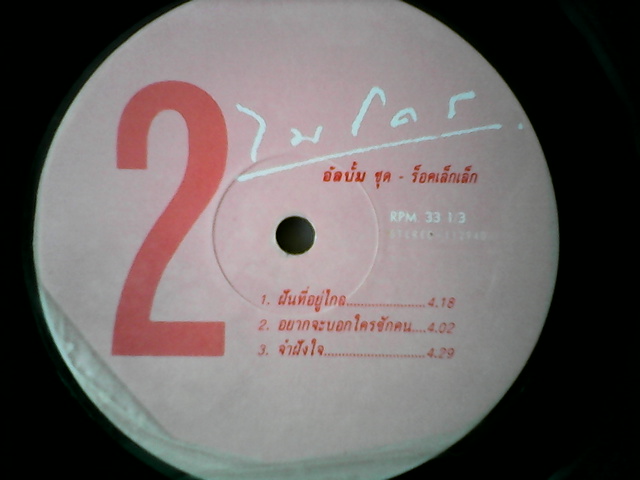 2
ไมโคร
อัลบั้ม ชุด - ร็อคเล็กเล็ก
RPM. 33 1/3
STEREO
1. ฝันที่อยู่ไกล......................4.18
2. อยากจะบอกใครซักคน....4.02
3. จำฝังใจ............................4.29